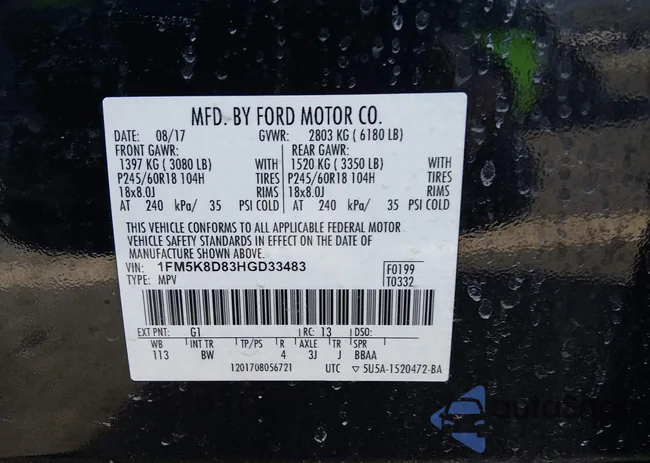 MFD. BY FORD MOTOR CO.
DATE: 08/17 GVWR: 2803 KG ( 6180 LB)
FRONT GAWR: REAR GAWR:
1397 KG ( 3080 LB) WITH 1520 KG ( 3350 LB) WITH
P245/60R18 104H TIRES P245/60R18 104H TIRES
18x8.0J RIMS 18x8.0J RIMS
AT 240 kPa/ 35 PSI COLD AT 240 kPa/ 35 PSI COLD
THIS VEHICLE CONFORMS TO ALL APPLICABLE FEDERAL MOTOR
VEHICLE SAFETY STANDARDS IN EFFECT ON THE DATE OF
MANUFACTURE SHOWN ABOVE.
VIN: 1FM5K8D83HGD33483 F0199
TYPE: MPV T0332
EXT PNT: G1 RC: 13 DSO:
WB INT TR TP/PS R AXLE TR SPR
113 BW 4 3J J BBAA
1201708056721 UTC ▽ 5U5A-1520472-BA